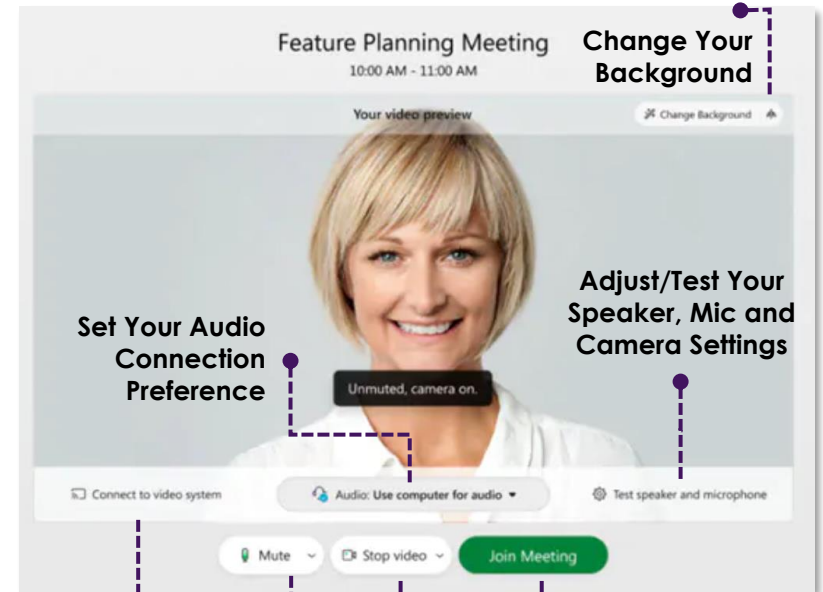 Feature Planning Meeting
10:00 AM - 11:00 AM
Change Your
Background
Your video preview
Change Background
Adjust/Test Your
Speaker, Mic and
Camera Settings
Set Your Audio
Connection
Preference
Unmuted, camera on.
Connect to video system
Audio: Use computer for audio
Test speaker and microphone
Mute
Stop video
Join Meeting